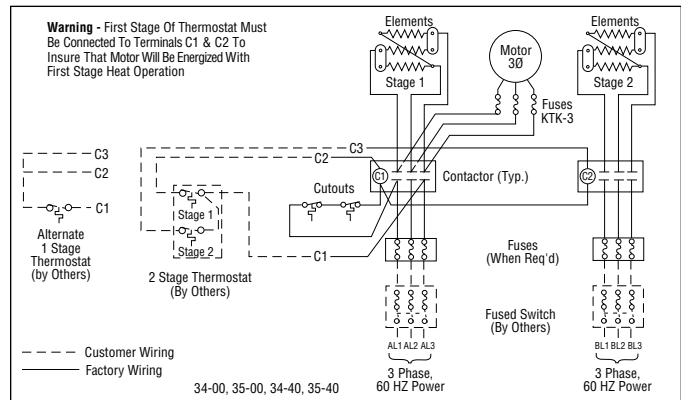 Warning - First Stage Of Thermostat Must
Be Connected To Terminals C1 & C2 To
Insure That Motor Will Be Energized With
First Stage Heat Operation
Elements
Stage 1
Motor
3Ø
Fuses
KTK-3
Elements
Stage 2
C3
C2
C1
Alternate
1 Stage
Thermostat
(by Others)
C3
C2
Stage 1
Stage 2
2 Stage Thermostat
(By Others)
Cutouts
C1
C1
Contactor (Typ.)
C2
Fuses
(When Req'd)
Fused Switch
(By Others)
AL1 AL2 AL3
3 Phase,
60 HZ Power
BL1 BL2 BL3
3 Phase,
60 HZ Power
Customer Wiring
Factory Wiring
34-00, 35-00, 34-40, 35-40